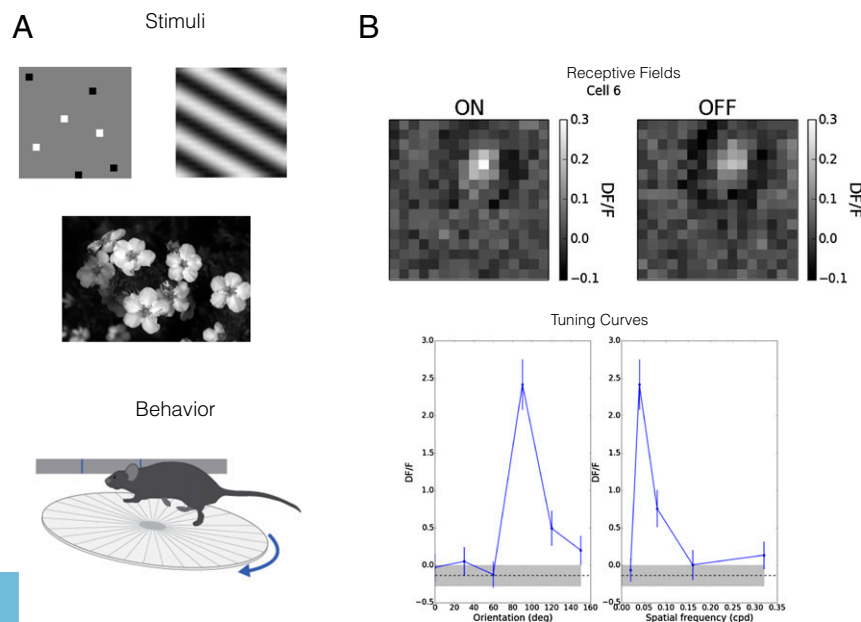 A
Stimuli
Behavior
B
Receptive Fields
Cell 6
ON
OFF
0.3
0.2
0.1
0.0
−0.1
DF/F
0.3
0.2
0.1
0.0
−0.1
DF/F
Tuning Curves
3.0
2.5
2.0
1.5
1.0
0.5
0.0
−0.5
DF/F
0 20 40 60 80 100 120 140 160
Orientation (deg)
3.0
2.5
2.0
1.5
1.0
0.5
0.0
−0.5
DF/F
0.00 0.05 0.10 0.15 0.20 0.25 0.30 0.35
Spatial frequency (cpd)